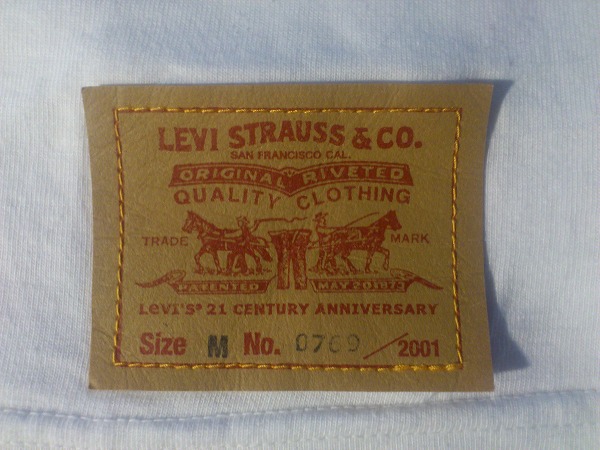 LEVI STRAUSS & CO.
SAN FRANCISCO CAL.
ORIGINAL RIVETED
QUALITY CLOTHING
TRADE MARK
PATENTED MAY 20 1873
LEVI'S® 21 CENTURY ANNIVERSARY
Size M No. 0769 / 2001